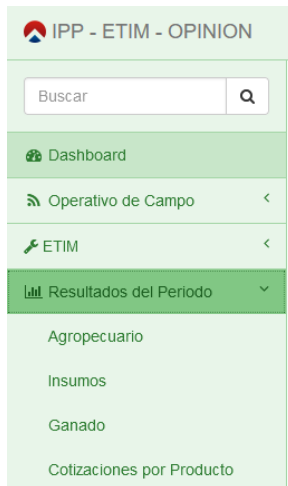 IPP - ETIM - OPINION
Buscar
Dashboard
Operativo de Campo
ETIM
Resultados del Periodo
Agropecuario
Insumos
Ganado
Cotizaciones por Producto